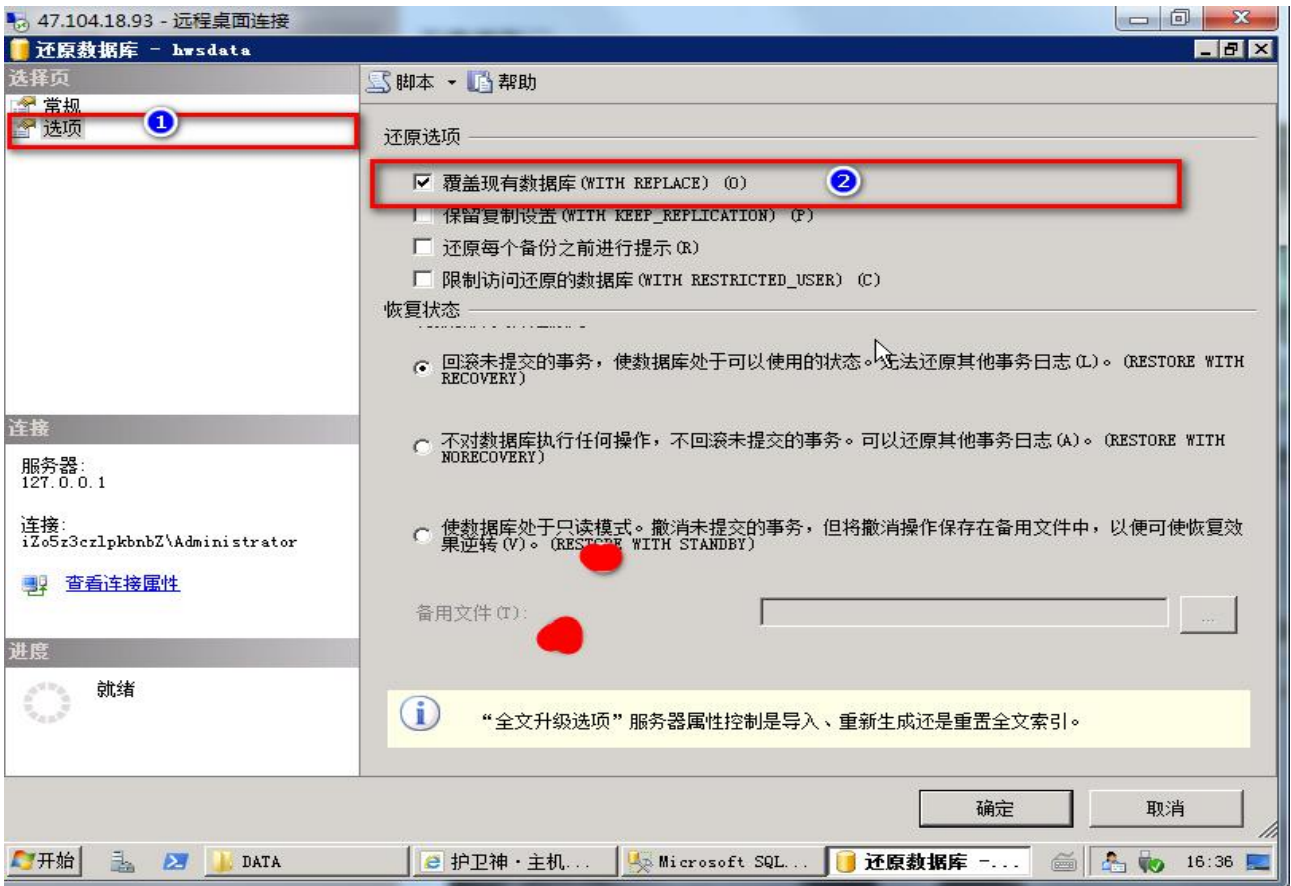 47.104.18.93 - 远程桌面连接
还原数据库 - hwsdata
选择页
常规
选项
1
脚本 帮助
还原选项
覆盖现有数据库(WITH REPLACE) (O)
2
保留复制设置(WITH KEEP_REPLICATION) (P)
还原每个备份之前进行提示(R)
限制访问还原的数据库(WITH RESTRICTED_USER) (C)
恢复状态
回滚未提交的事务，使数据库处于可以使用的状态。无法还原其他事务日志(L)。(RESTORE WITH
RECOVERY)
不对数据库执行任何操作，不回滚未提交的事务。可以还原其他事务日志(A)。(RESTORE WITH
NORECOVERY)
使数据库处于只读模式。撤消未提交的事务，但将撤消操作保存在备用文件中，以便可使恢复效
果逆转(V)。(RESTORE WITH STANDBY)
备用文件(T):
...
“全文升级选项”服务器属性控制是导入、重新生成还是重置全文索引。
连接
服务器:
127.0.0.1
连接:
iZo5z3czlpkbnbZ\Administrator
查看连接属性
进度
就绪
确定
取消
开始
DATA
护卫神·主机...
Microsoft SQL...
还原数据库 -...
16:36